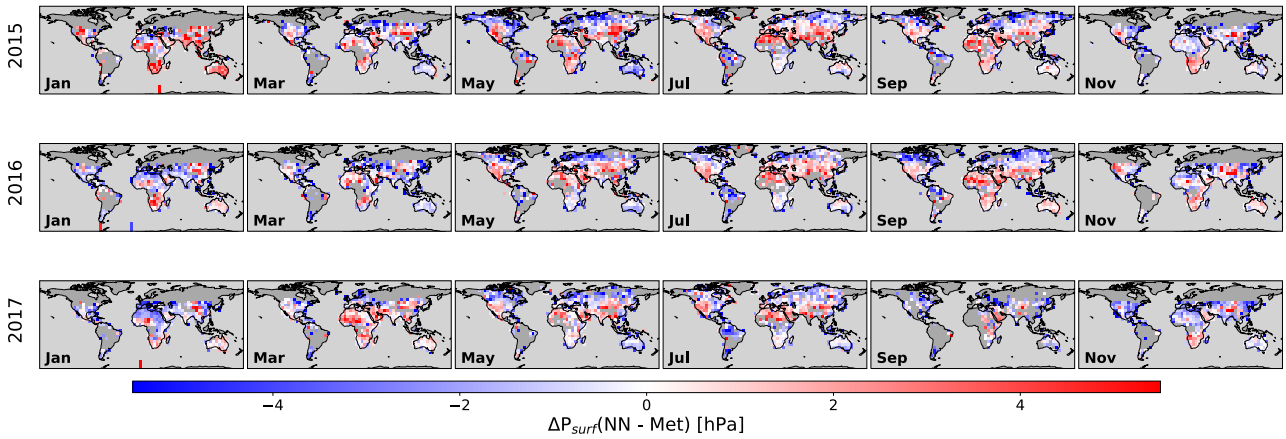 2015
Jan Mar May Jul Sep Nov
2016
Jan Mar May Jul Sep Nov
2017
Jan Mar May Jul Sep Nov
−4 −2 0 2 4
ΔP_surf(NN - Met) [hPa]